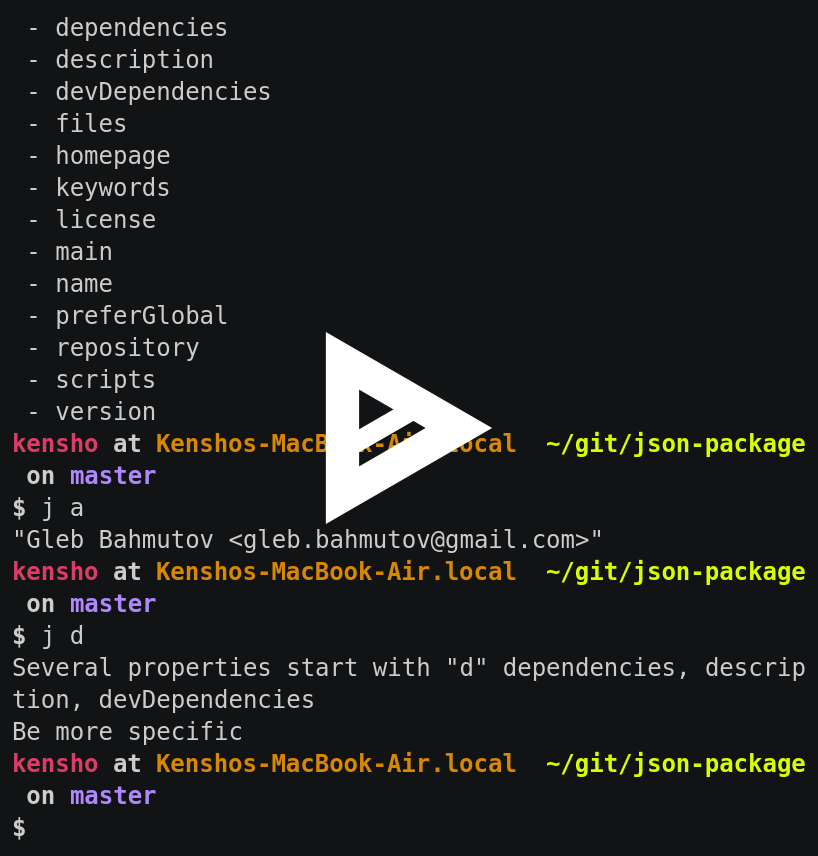 - dependencies
- description
- devDependencies
- files
- homepage
- keywords
- license
- main
- name
- preferGlobal
- repository
- scripts
- version
kensho at Kenshos-MacBook-Air.local  ~/git/json-package
on master
$ j a
"Gleb Bahmutov <gleb.bahmutov@gmail.com>"
kensho at Kenshos-MacBook-Air.local  ~/git/json-package
on master
$ j d
Several properties start with "d" dependencies, descrip
tion, devDependencies
Be more specific
kensho at Kenshos-MacBook-Air.local  ~/git/json-package
on master
$